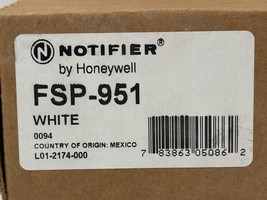 NOTIFIER®
by Honeywell
FSP-951
WHITE
0094
COUNTRY OF ORIGIN: MEXICO
L01-2174-000
7 83863 05086 2